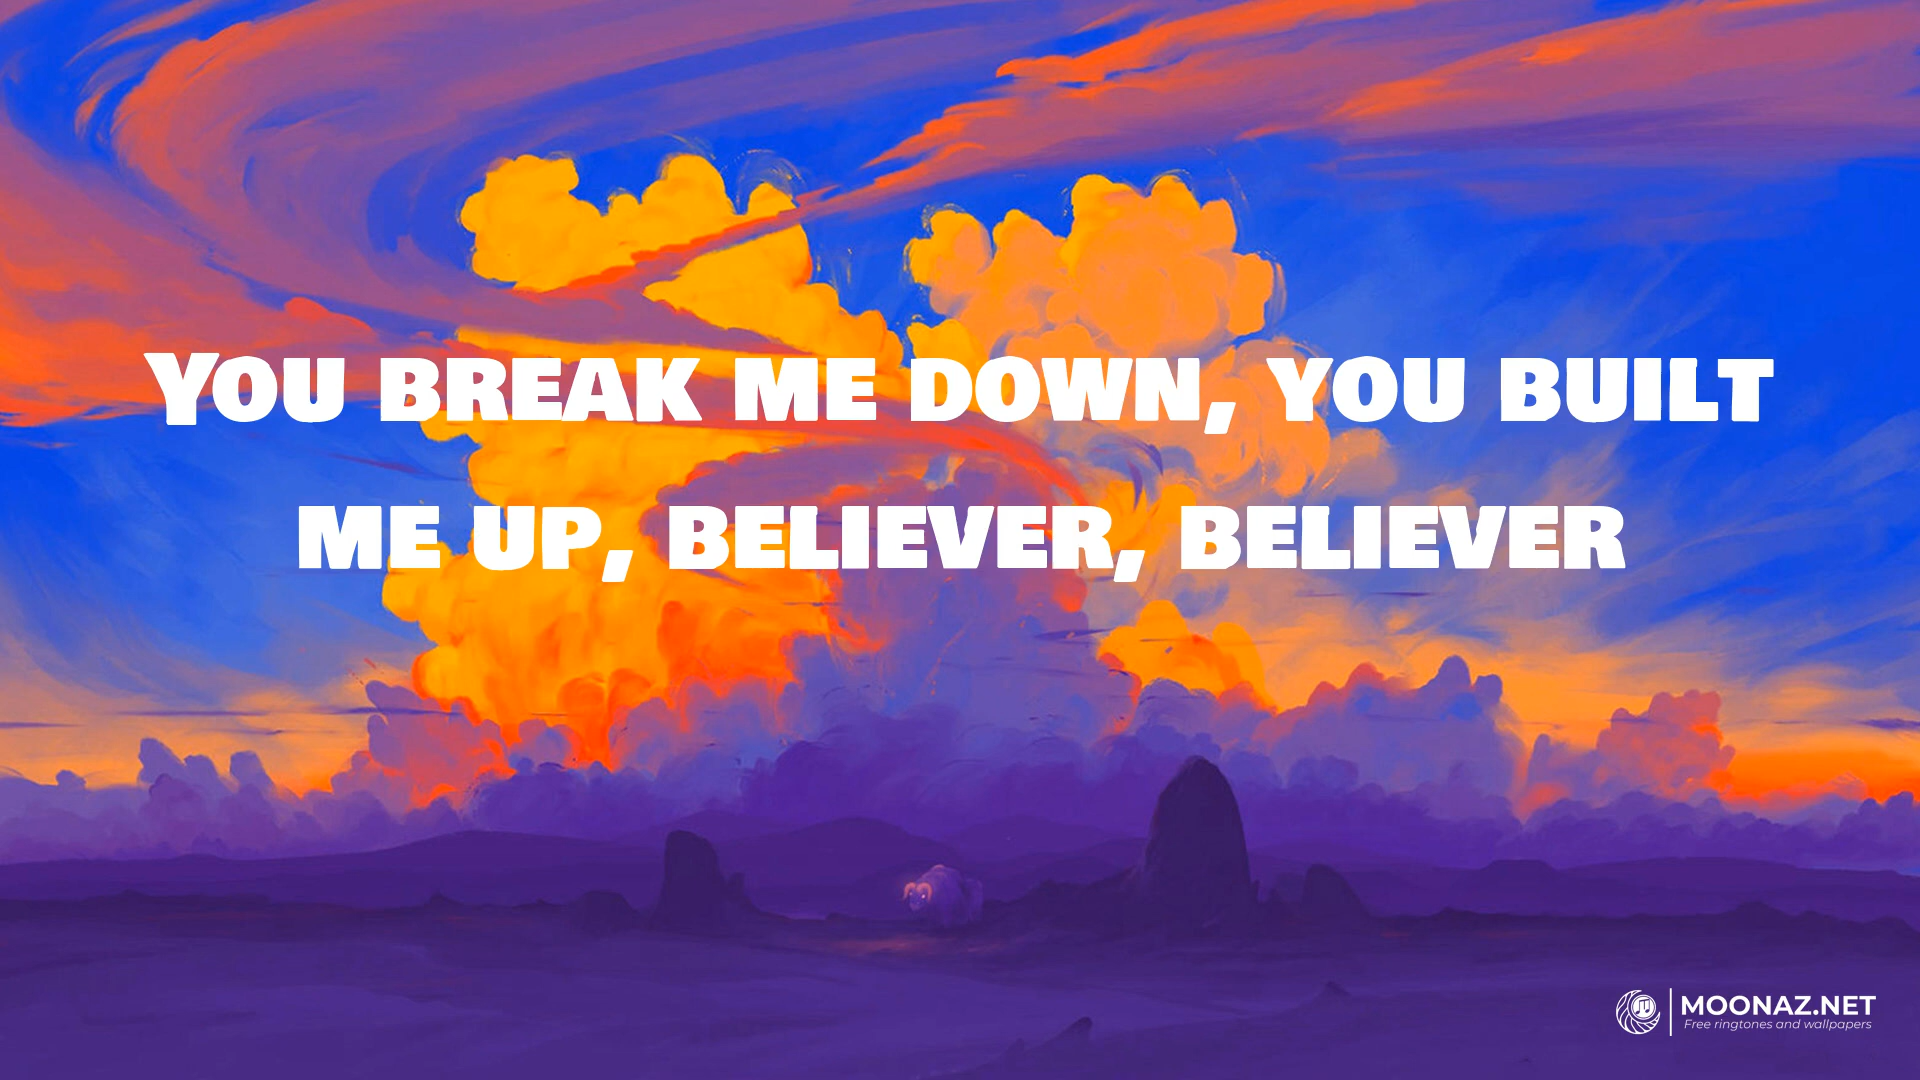 You break me down, you built
me up, believer, believer
MOONAZ.NET
Free ringtones and wallpapers